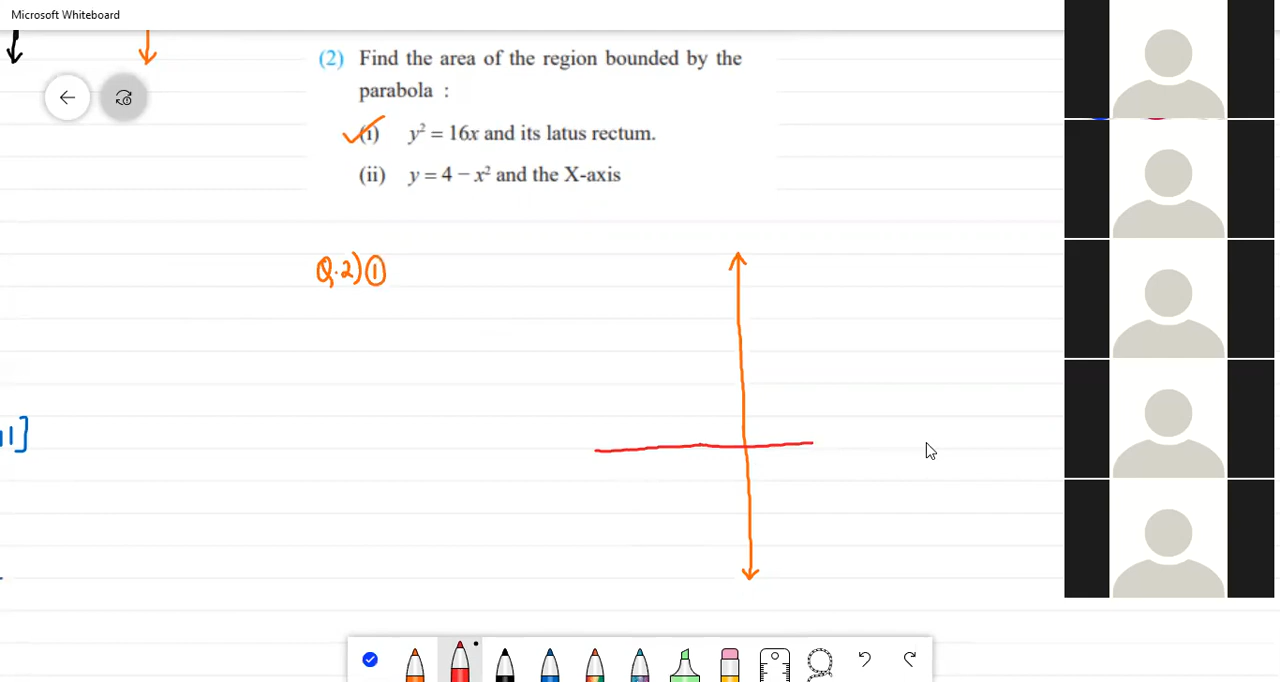 Microsoft Whiteboard
(2) Find the area of the region bounded by the
parabola :
(i) y² = 16x and its latus rectum.
(ii) y = 4 − x² and the X-axis
Q.2) ①